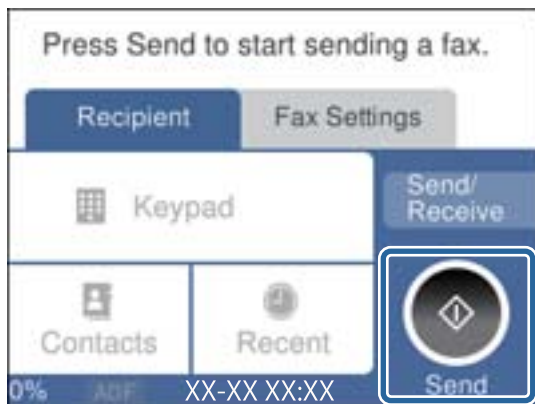 Press Send to start sending a fax.
Recipient
Fax Settings
Keypad
Send/
Receive
Contacts
Recent
0%
ADF
XX-XX XX:XX
Send